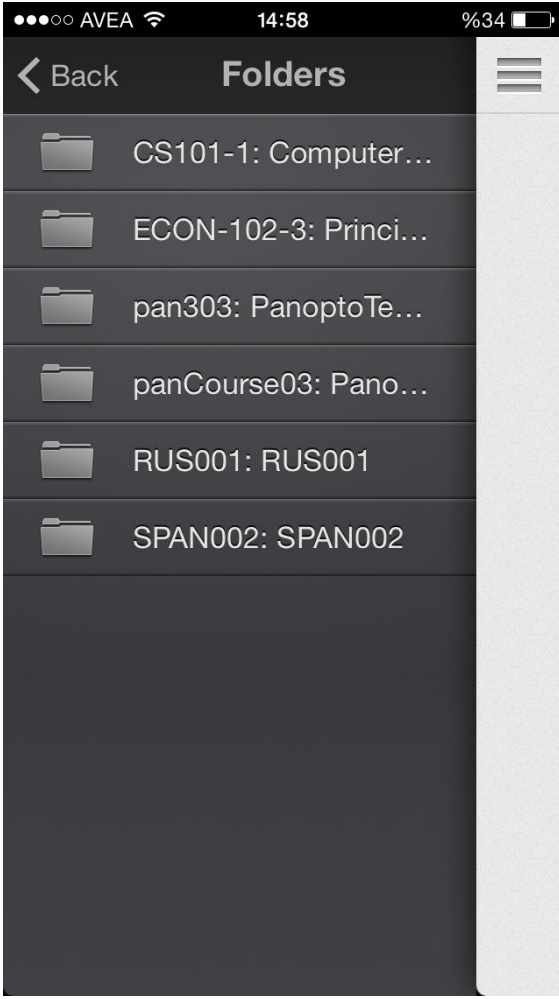 AVEA 14:58 %34
Back Folders
CS101-1: Computer...
ECON-102-3: Princi...
pan303: PanoptoTe...
panCourse03: Pano...
RUS001: RUS001
SPAN002: SPAN002